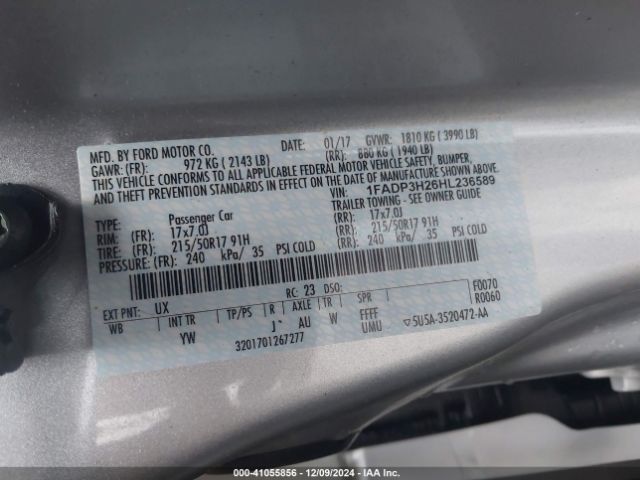 MFD. BY FORD MOTOR CO. DATE: 01/17 GVWR: 1810 KG ( 3990 LB)
GAWR: (FR): 972 KG ( 2143 LB) (RR): 880 KG ( 1940 LB)
THIS VEHICLE CONFORMS TO ALL APPLICABLE FEDERAL MOTOR VEHICLE SAFETY, BUMPER,
AND THEFT PREVENTION STANDARDS IN EFFECT ON THE DATE OF MANUFACTURE SHOWN ABOVE.
VIN: 1FADP3H26HL236589
TYPE: Passenger Car TRAILER TOWING - SEE OWNER GUIDE
RIM: (FR): 17x7.0J (RR): 17x7.0J
TIRE: (FR): 215/50R17 91H (RR): 215/50R17 91H
PRESSURE: (FR): 240 kPa/ 35 PSI COLD (RR): 240 kPa/ 35 PSI COLD
EXT PNT: UX RC: 23 DSO: F0070
WB INT TR TP/PS R AXLE TR SPR R0060
YW J AU W FFFF
UMU 5U5A-3520472-AA
3201701267277
000-41055856 - 12/09/2024 - IAA Inc.